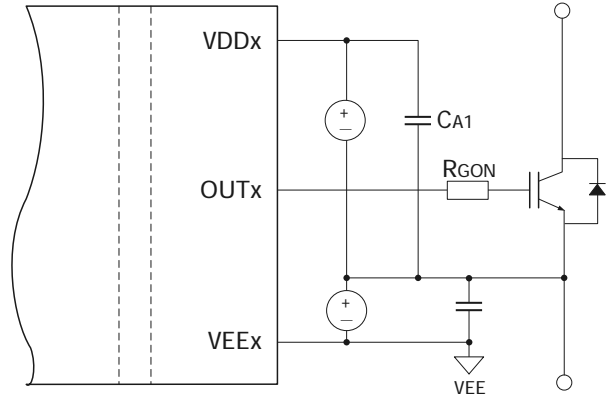 VDDx
+
—
CA1
RGON
OUTx
+
—
VEEx
VEE